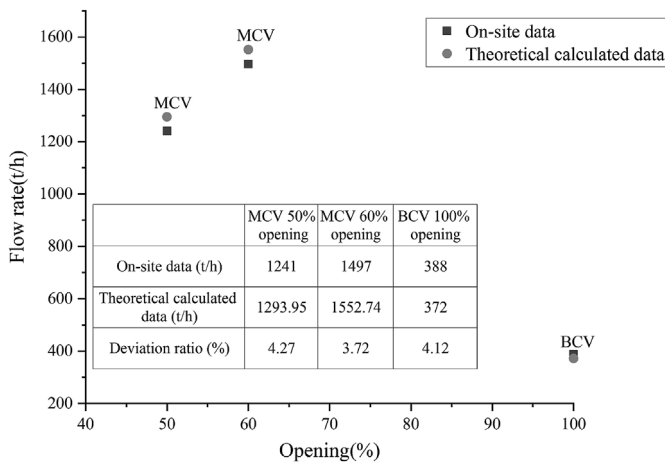 1600
1400
1200
1000
800
600
400
200
Flow rate(t/h)
40
50
60
70
80
90
100
Opening(%)
MCV
MCV
BCV
On-site data
Theoretical calculated data
MCV 50% opening
MCV 60% opening
BCV 100% opening
On-site data (t/h)
1241
1497
388
Theoretical calculated data (t/h)
1293.95
1552.74
372
Deviation ratio (%)
4.27
3.72
4.12